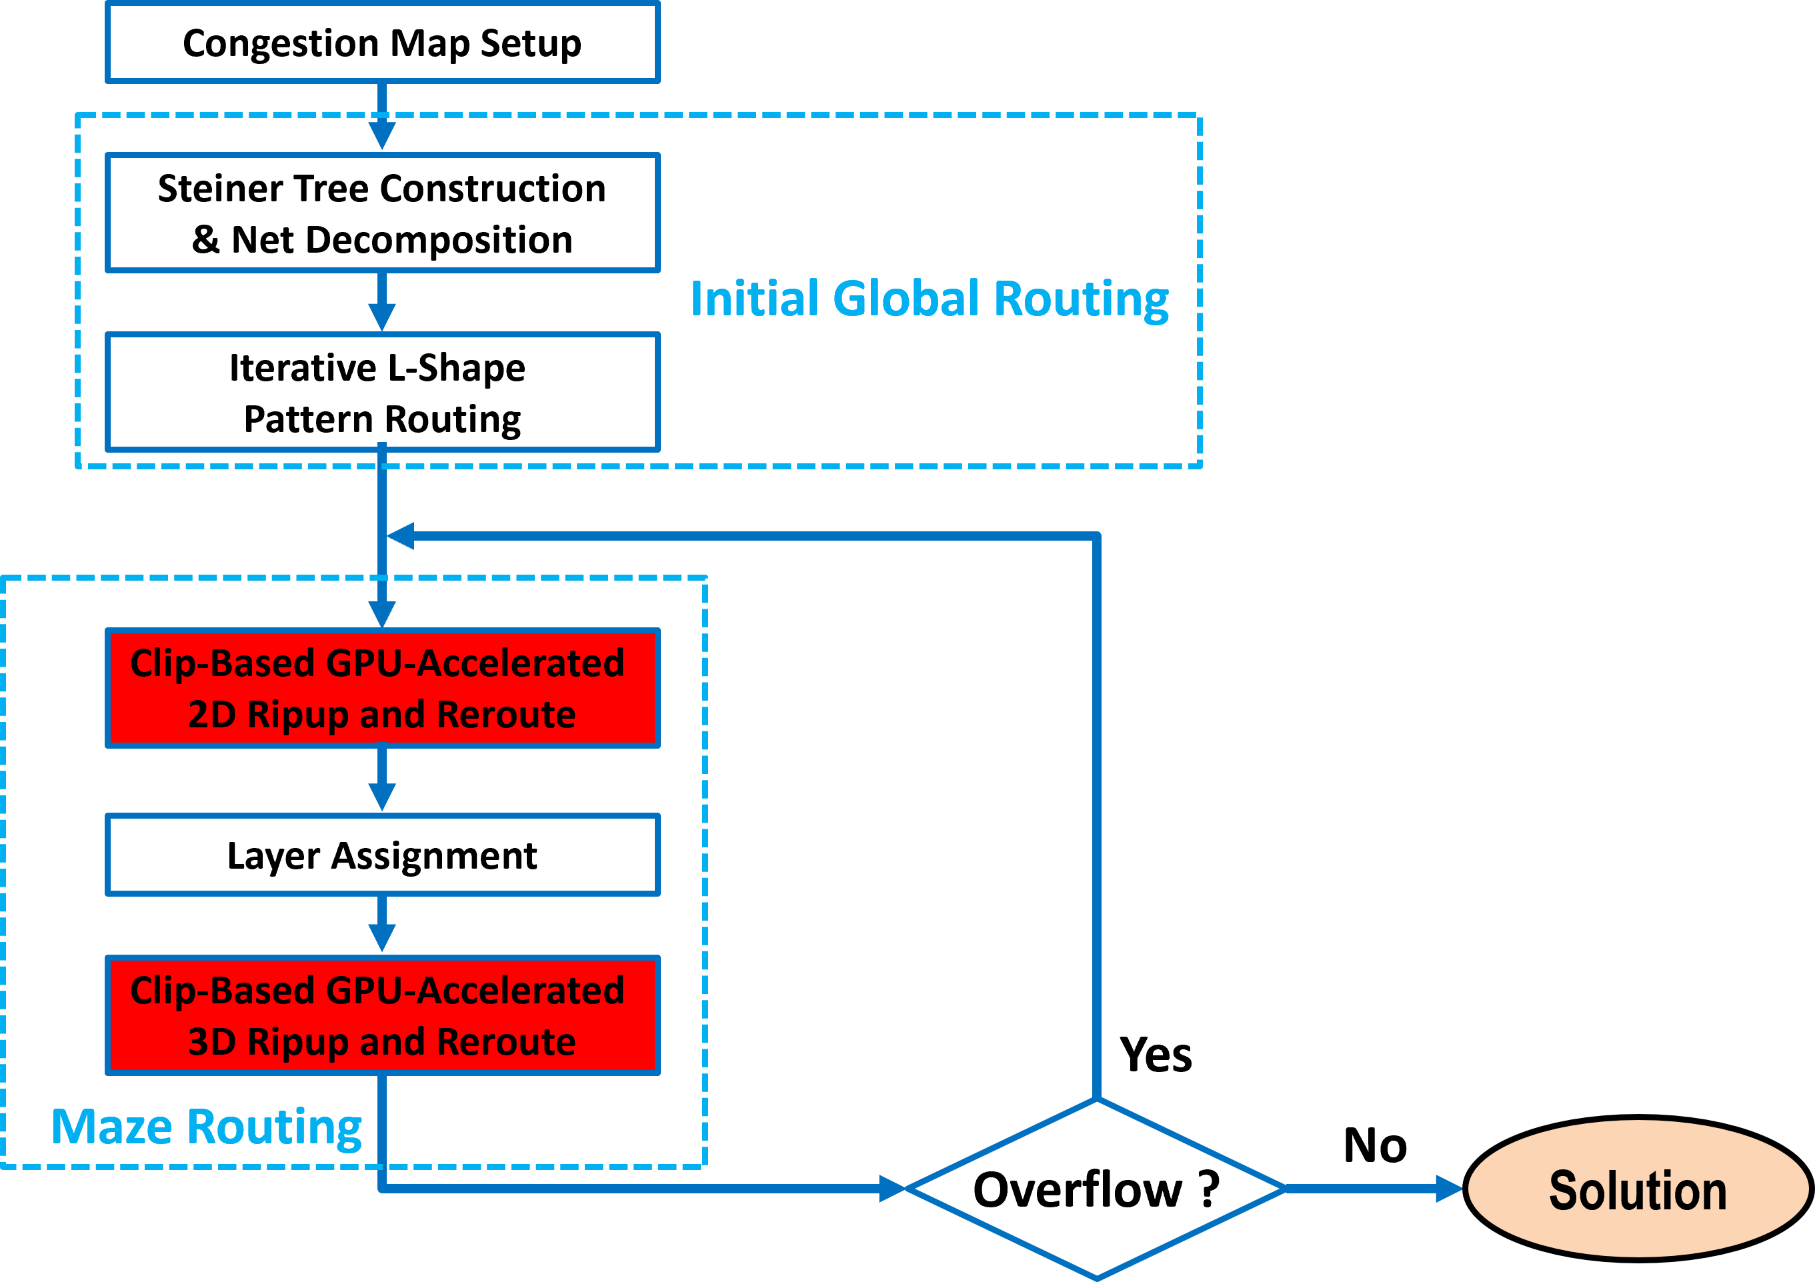 Congestion Map Setup
Steiner Tree Construction
& Net Decomposition
Initial Global Routing
Iterative L-Shape
Pattern Routing
Clip-Based GPU-Accelerated
2D Ripup and Reroute
Layer Assignment
Clip-Based GPU-Accelerated
3D Ripup and Reroute
Maze Routing
Yes
Overflow ?
No
Solution